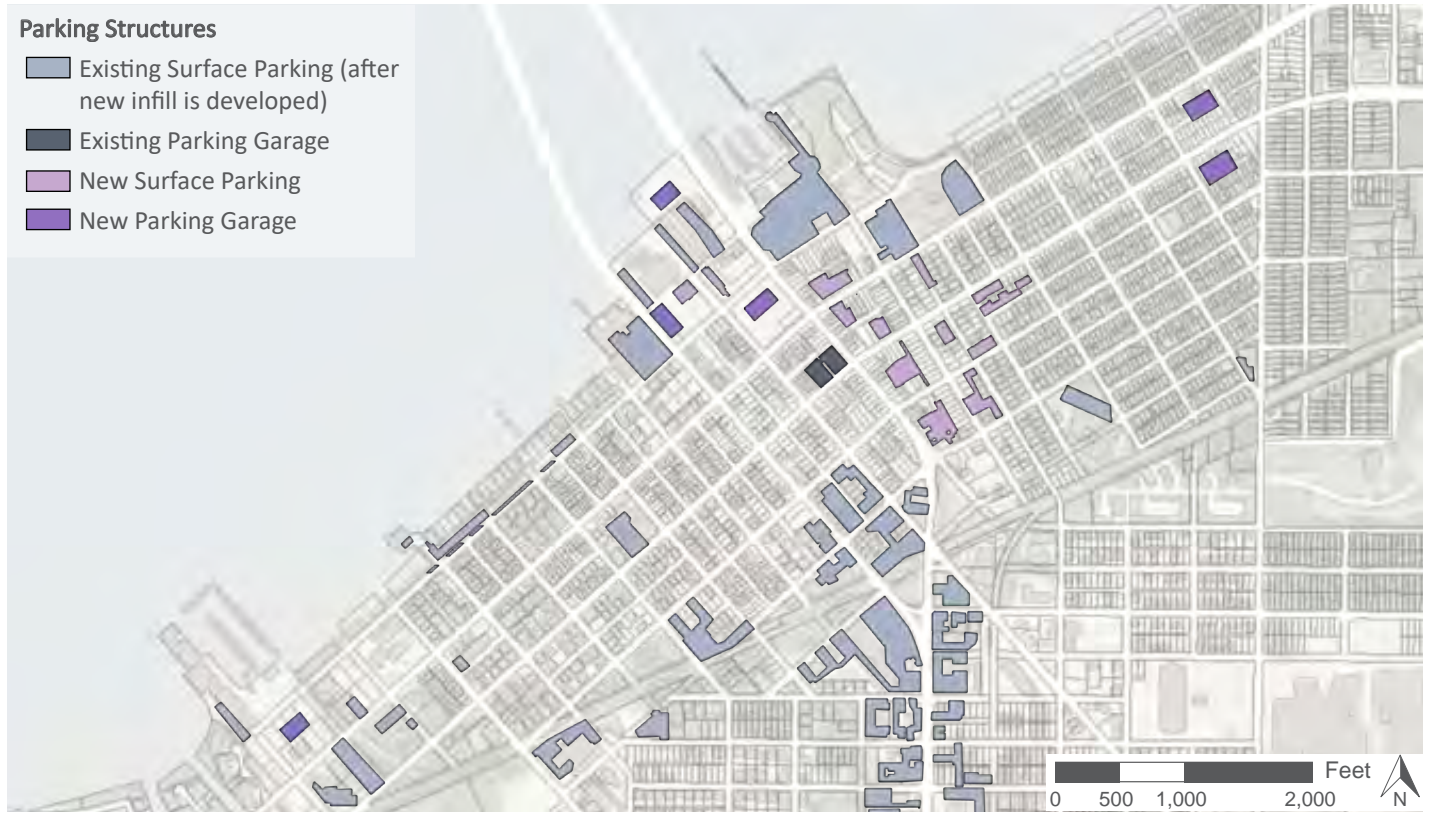 Parking Structures
Existing Surface Parking (after
new infill is developed)
Existing Parking Garage
New Surface Parking
New Parking Garage
Feet
0 500 1,000 2,000
N